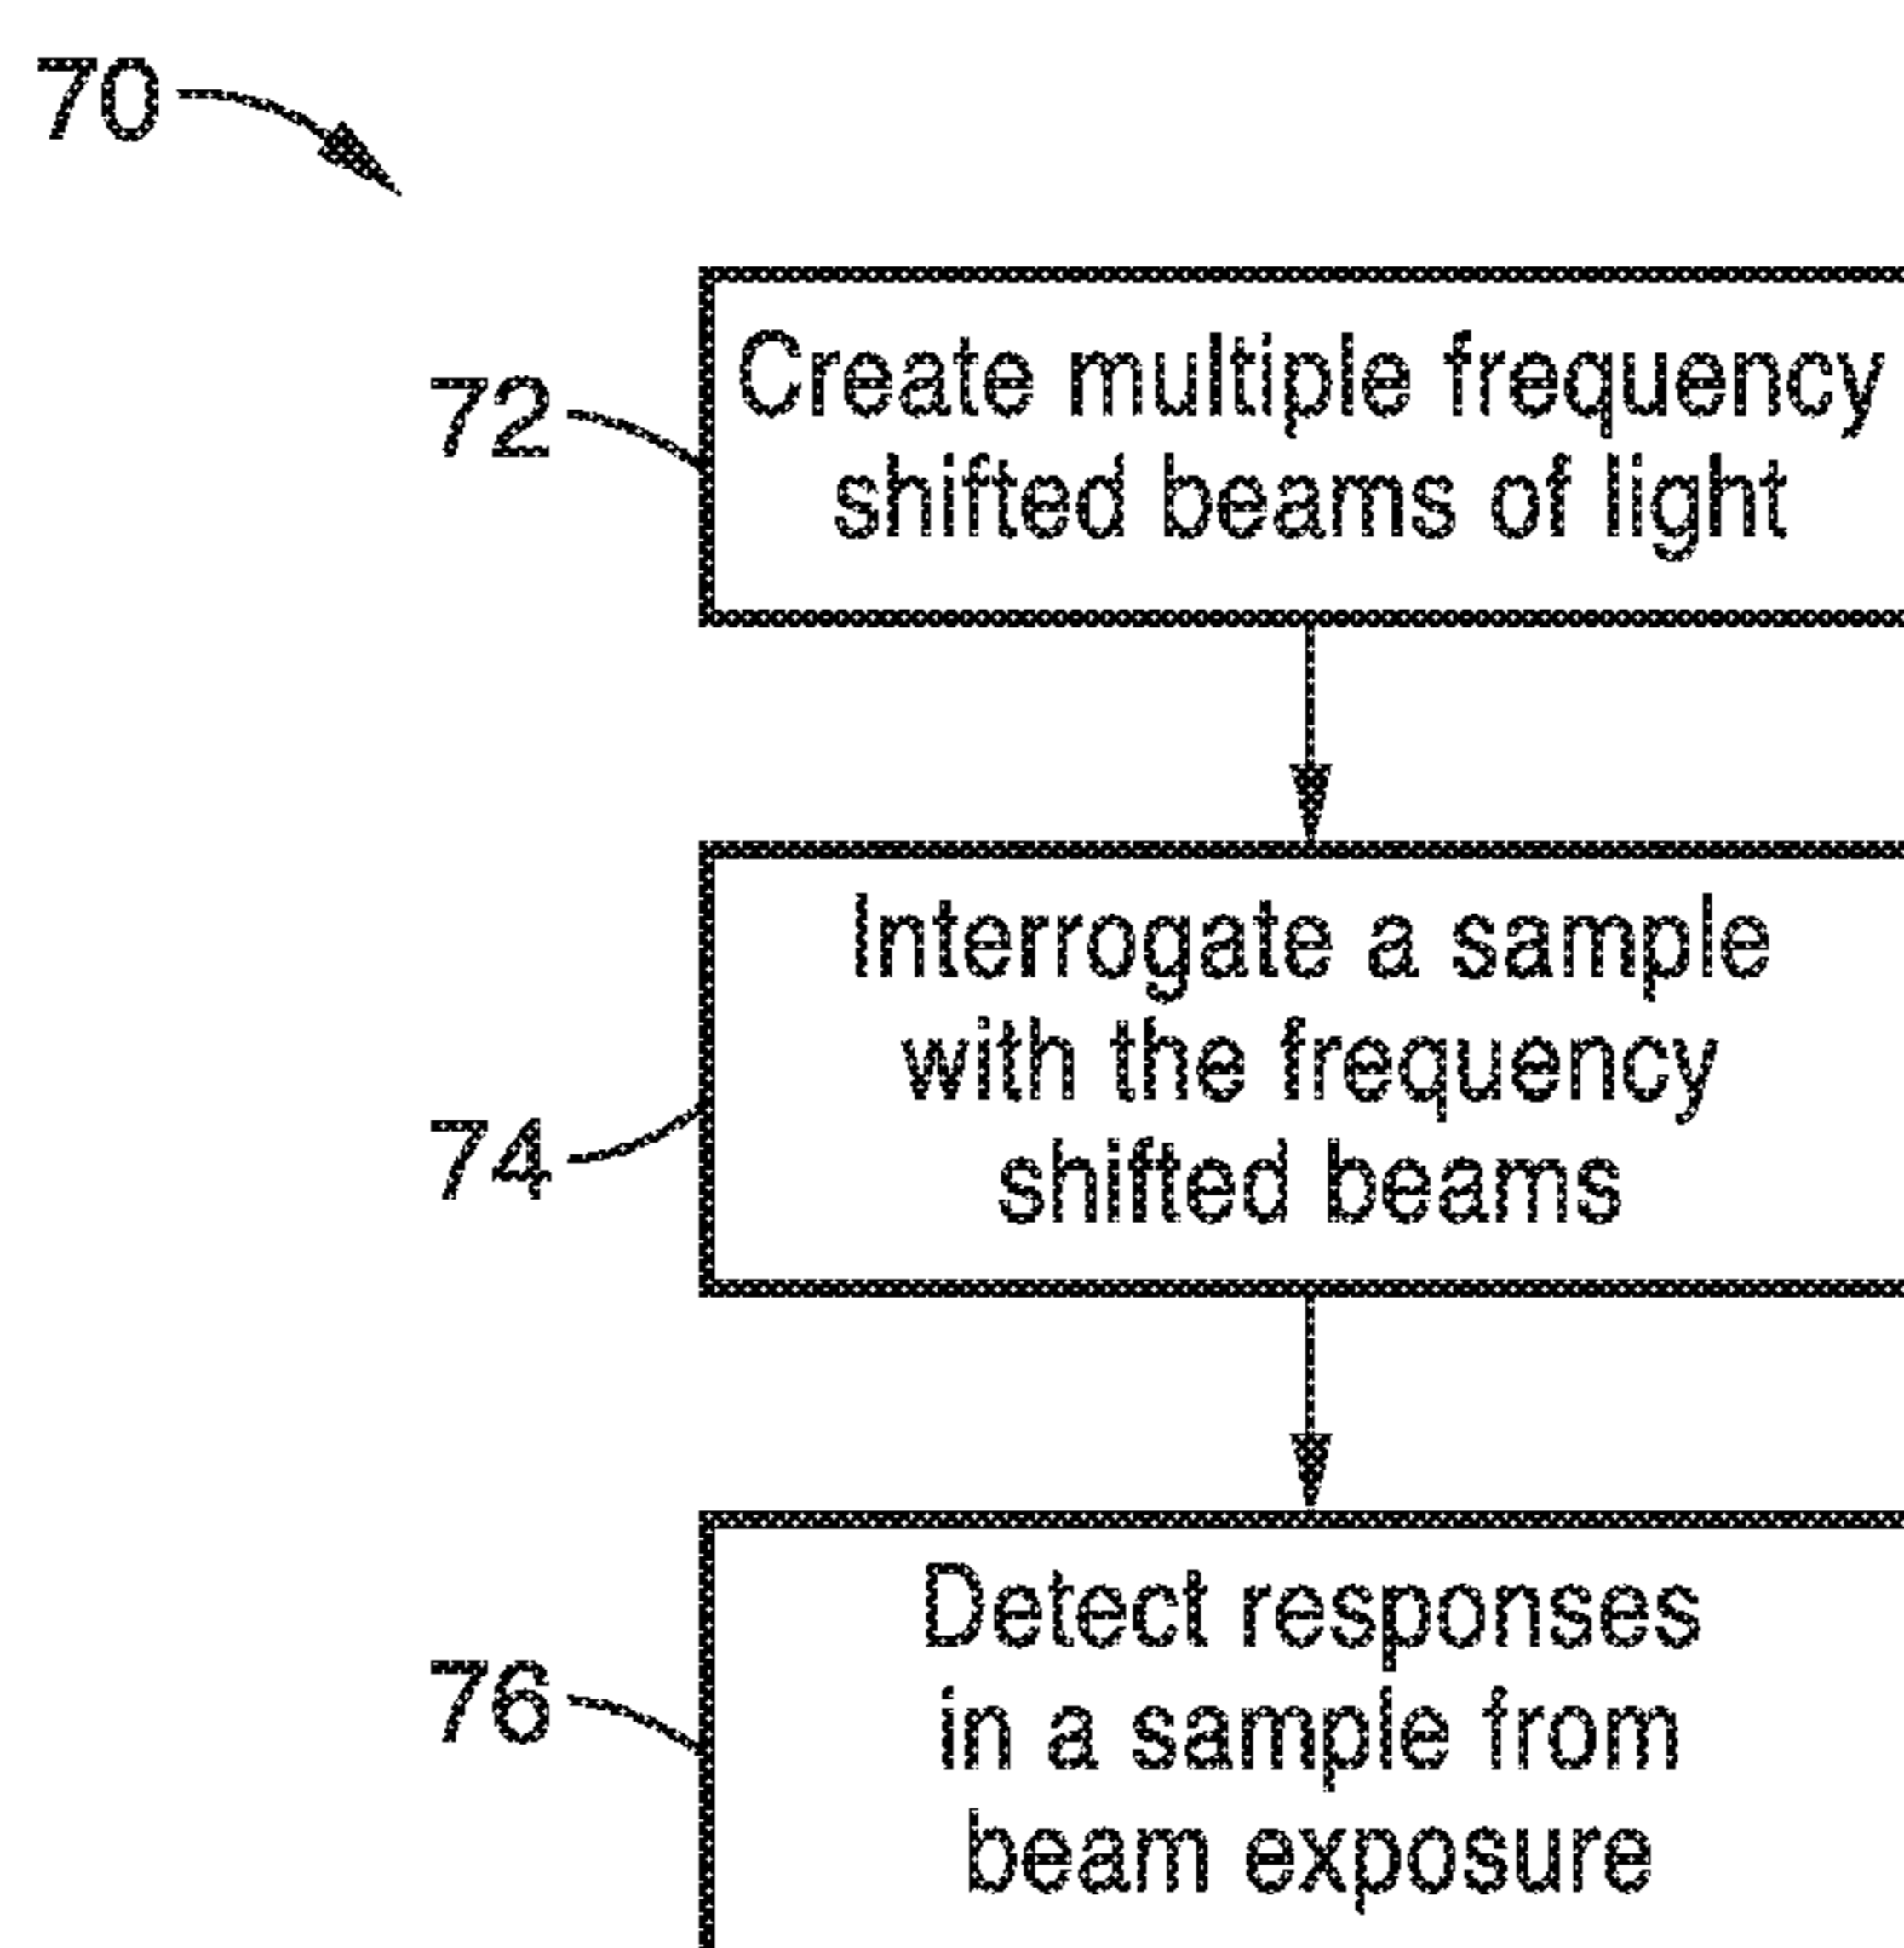 70
72
Create multiple frequency
shifted beams of light
74
Interrogate a sample
with the frequency
shifted beams
76
Detect responses
in a sample from
beam exposure